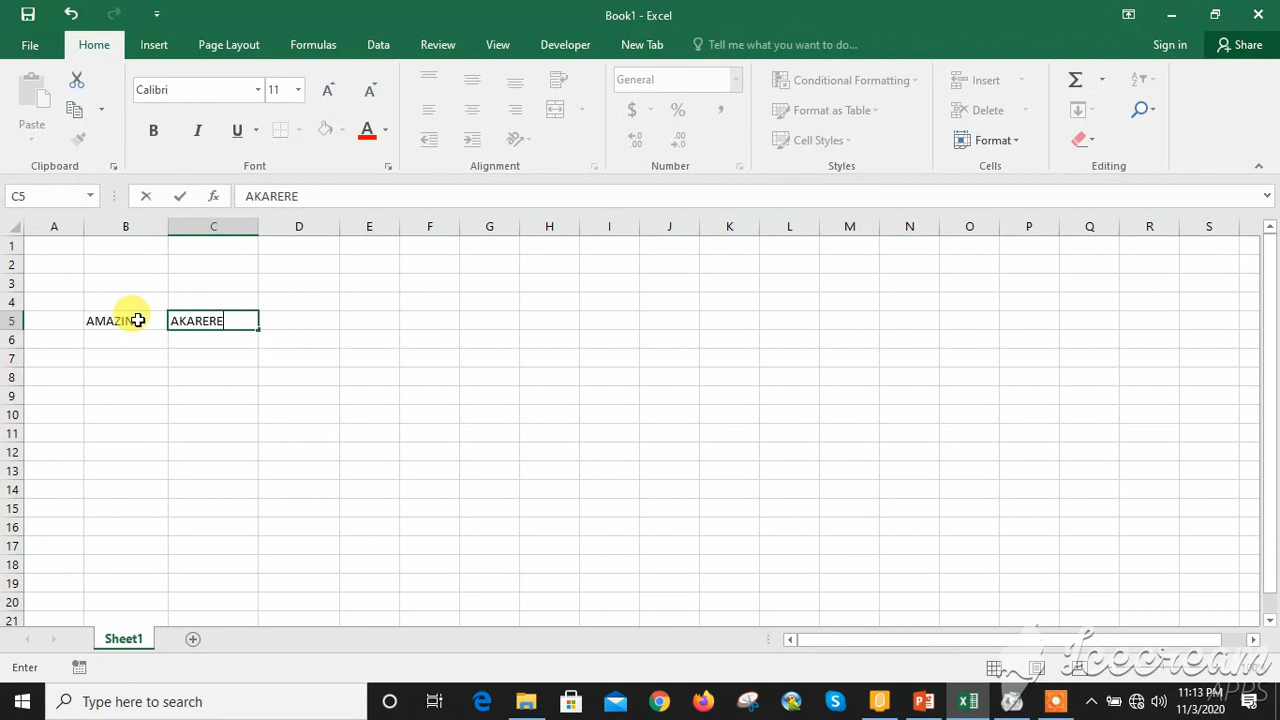 Book1 - Excel
File Home Insert Page Layout Formulas Data Review View Developer New Tab Tell me what you want to do... Sign in Share
Paste
Calibri 11
B I U A
General
$ % ,
Conditional Formatting
Format as Table
Cell Styles
Insert
Delete
Format
Clipboard Font Alignment Number Styles Cells Editing
C5 fx AKARERE
A B C D E F G H I J K L M N O P Q R S
1
2
3
4
5 AMAZIN AKARERE
6
7
8
9
10
11
12
13
14
15
16
17
18
19
20
21
Sheet1
Enter
Icecream
APPS
Type here to search
11:13 PM
11/3/2020